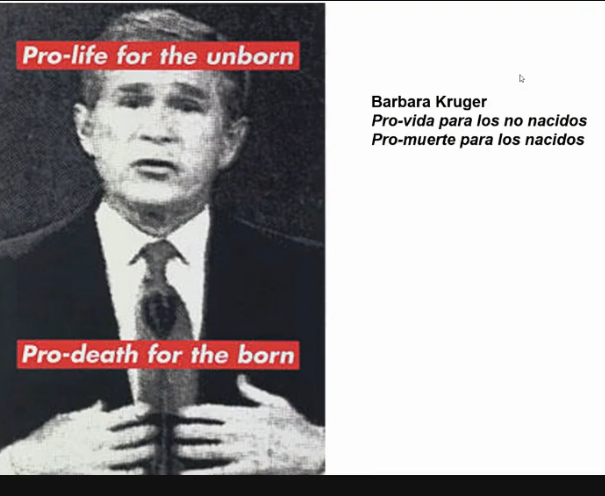 Pro-life for the unborn
Pro-death for the born
Barbara Kruger
Pro-vida para los no nacidos
Pro-muerte para los nacidos